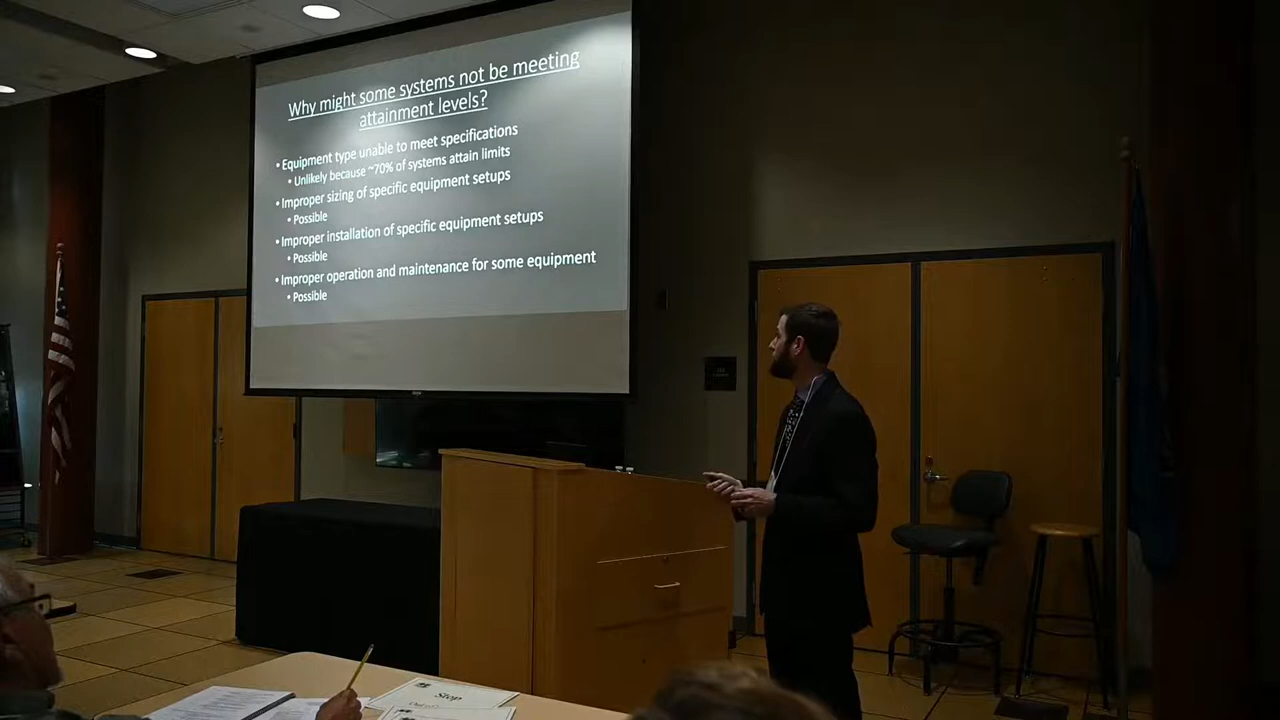 Why might some systems not be meeting
attainment levels?
• Equipment type unable to meet specifications
• Unlikely because ~70% of systems attain limits
• Improper sizing of specific equipment setups
• Possible
• Improper installation of specific equipment setups
• Possible
• Improper operation and maintenance for some equipment
• Possible
Stop